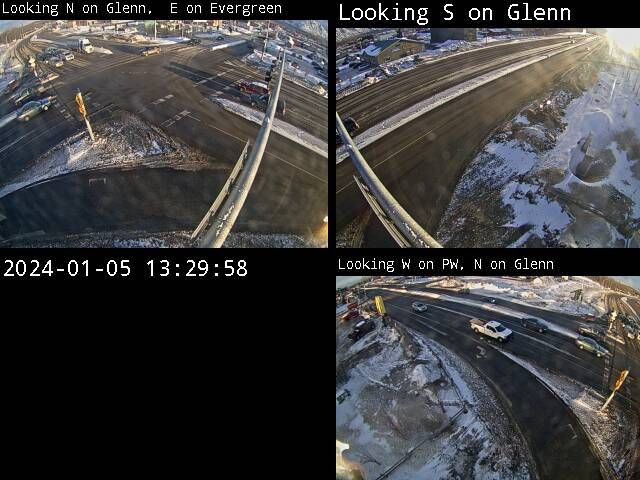 Looking N on Glenn,  E on Evergreen
Looking S on Glenn
2024-01-05 13:29:58
Looking W on PW, N on Glenn